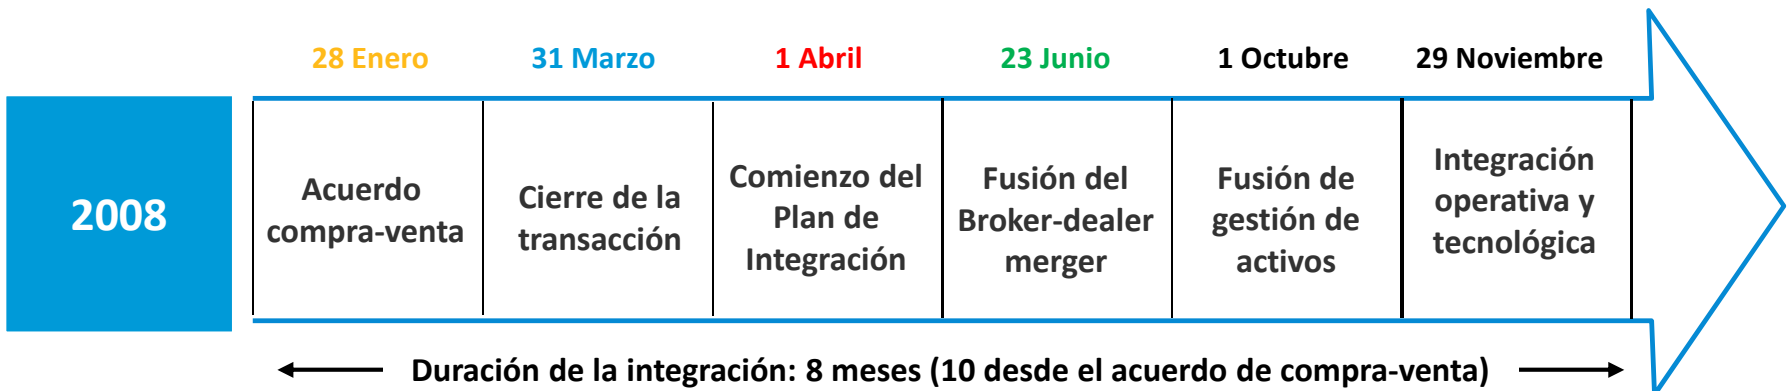 28 Enero
31 Marzo
1 Abril
23 Junio
1 Octubre
29 Noviembre
2008
Acuerdo
compra-venta
Cierre de la
transacción
Comienzo del
Plan de
Integración
Fusión del
Broker-dealer
merger
Fusión de
gestión de
activos
Integración
operativa y
tecnológica
Duración de la integración: 8 meses (10 desde el acuerdo de compra-venta)